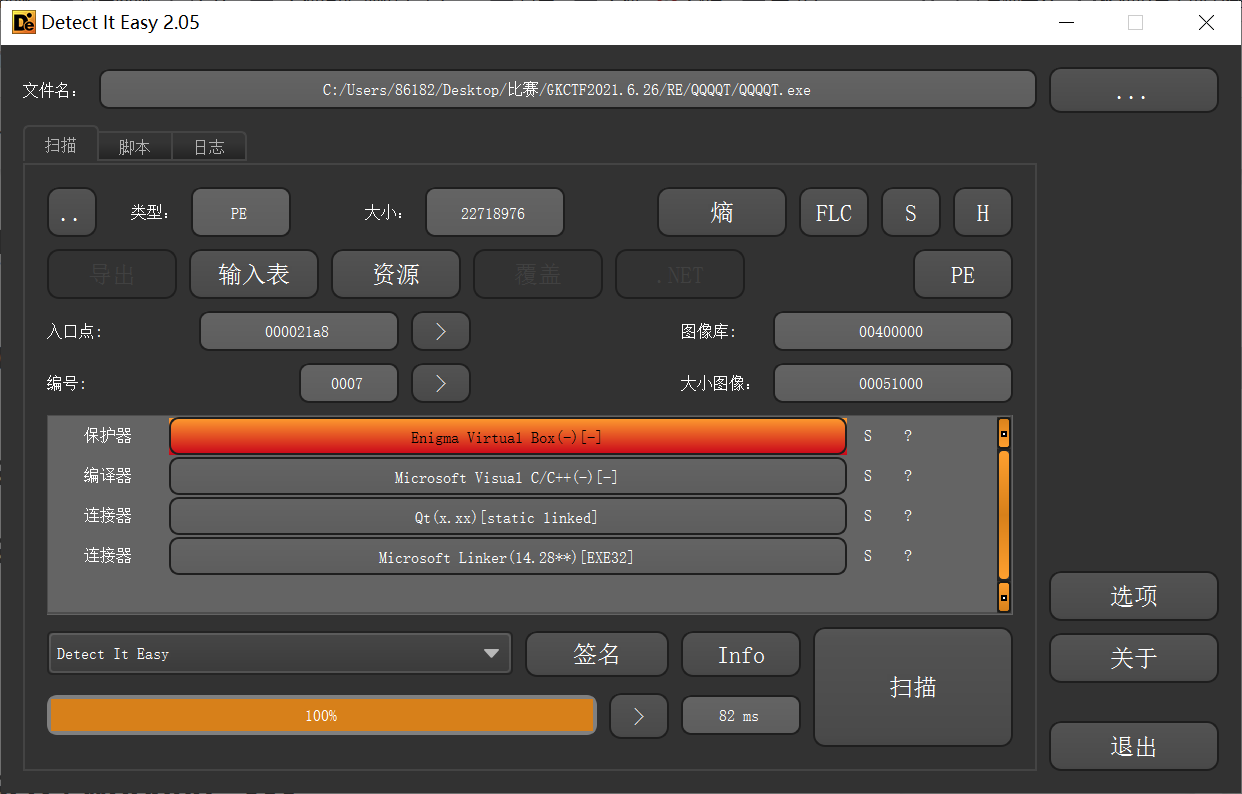 Detect It Easy 2.05
文件名: C:/Users/86182/Desktop/比赛/GKCTF2021.6.26/RE/QQQQT/QQQQT.exe ...
扫描 脚本 日志
.. 类型: PE 大小: 22718976 熵 FLC S H
导出 输入表 资源 覆盖 .NET PE
入口点: 000021a8 > 图像库: 00400000
编号: 0007 > 大小图像: 00051000
保护器 Enigma Virtual Box(-)[-] S ?
编译器 Microsoft Visual C/C++(-)[-] S ?
连接器 Qt(x.xx)[static linked] S ?
连接器 Microsoft Linker(14.28**)[EXE32] S ?
选项
Detect It Easy 签名 Info 扫描 关于
100% > 82 ms
退出